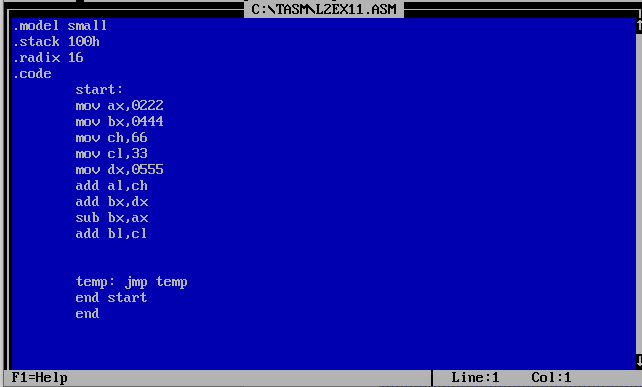 C:\TASM\L2EX11.ASM
.model small
.stack 100h
.radix 16
.code
start:
mov ax,0222
mov bx,0444
mov ch,66
mov cl,33
mov dx,0555
add al,ch
add bx,dx
sub bx,ax
add bl,cl
temp: jmp temp
end start
end
F1=Help Line:1 Col:1